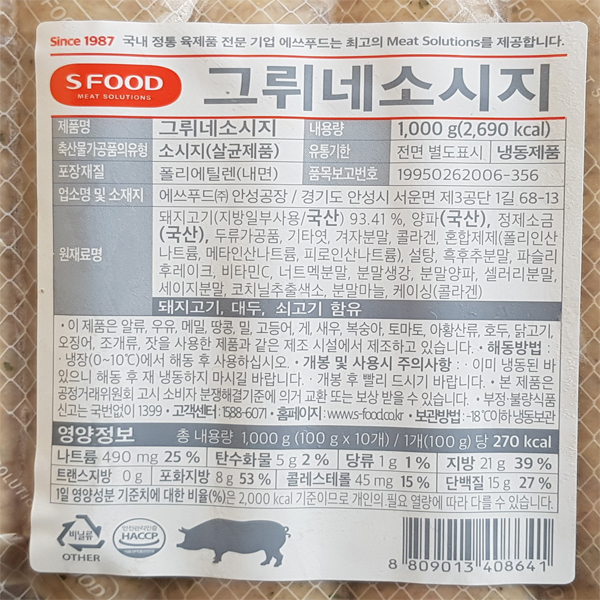 Since 1987 국내 정통 육제품 전문 기업 에쓰푸드는 최고의 Meat Solutions를 제공합니다.
SFOOD
MEAT SOLUTIONS
그뤼네소시지
제품명 그뤼네소시지 내용량 1,000 g(2,690 kcal)
축산물가공품의유형 소시지(살균제품) 유통기한 전면 별도표시 냉동제품
포장재질 폴리에틸렌(내면) 품목보고번호 19950262006-356
업소명 및 소재지 에쓰푸드㈜ 안성공장 / 경기도 안성시 서운면 제3공단 1길 68-13
원재료명
돼지고기(지방일부사용/국산) 93.41 %, 양파(국산), 정제소금
(국산), 두류가공품, 기타엿, 겨자분말, 콜라겐, 혼합제제(폴리인산
나트륨, 메타인산나트륨, 피로인산나트륨), 설탕, 흑후추분말, 파슬리
후레이크, 비타민C, 너트멕분말, 분말생강, 분말양파, 셀러리분말,
세이지분말, 코치닐추출색소, 분말마늘, 케이싱(콜라겐)
돼지고기, 대두, 쇠고기 함유
• 이 제품은 알류, 우유, 메밀, 땅콩, 밀, 고등어, 게, 새우, 복숭아, 토마토, 아황산류, 호두, 닭고기,
오징어, 조개류, 잣을 사용한 제품과 같은 제조 시설에서 제조하고 있습니다. • 해동방법 :
· 냉장(0~10℃)에서 해동 후 사용하십시오. • 개봉 및 사용시 주의사항 : · 이미 냉동된 바
있으니 해동 후 재 냉동하지 마시길 바랍니다. · 개봉 후 빨리 드시기 바랍니다. • 본 제품은
공정거래위원회 고시 소비자 분쟁해결기준에 의거 교환 또는 보상 받을 수 있습니다. • 부정·불량식품
신고는 국번없이 1399 • 고객센터 : 1588-6071 • 홈페이지 : www.s-food.co.kr • 보관방법 : -18℃이하 냉동보관
영양정보 총 내용량 1,000 g (100 g x 10개) / 1개(100 g) 당 270 kcal
나트륨 490 mg 25 % 탄수화물 5 g 2 % 당류 1 g 1 % 지방 21 g 39 %
트랜스지방 0 g 포화지방 8 g 53 % 콜레스테롤 45 mg 15 % 단백질 15 g 27 %
1일 영양성분 기준치에 대한 비율(%)은 2,000 kcal 기준이므로 개인의 필요 열량에 따라 다를 수 있습니다.
비닐류
OTHER
안전관리인증
HACCP
8 809013 408641